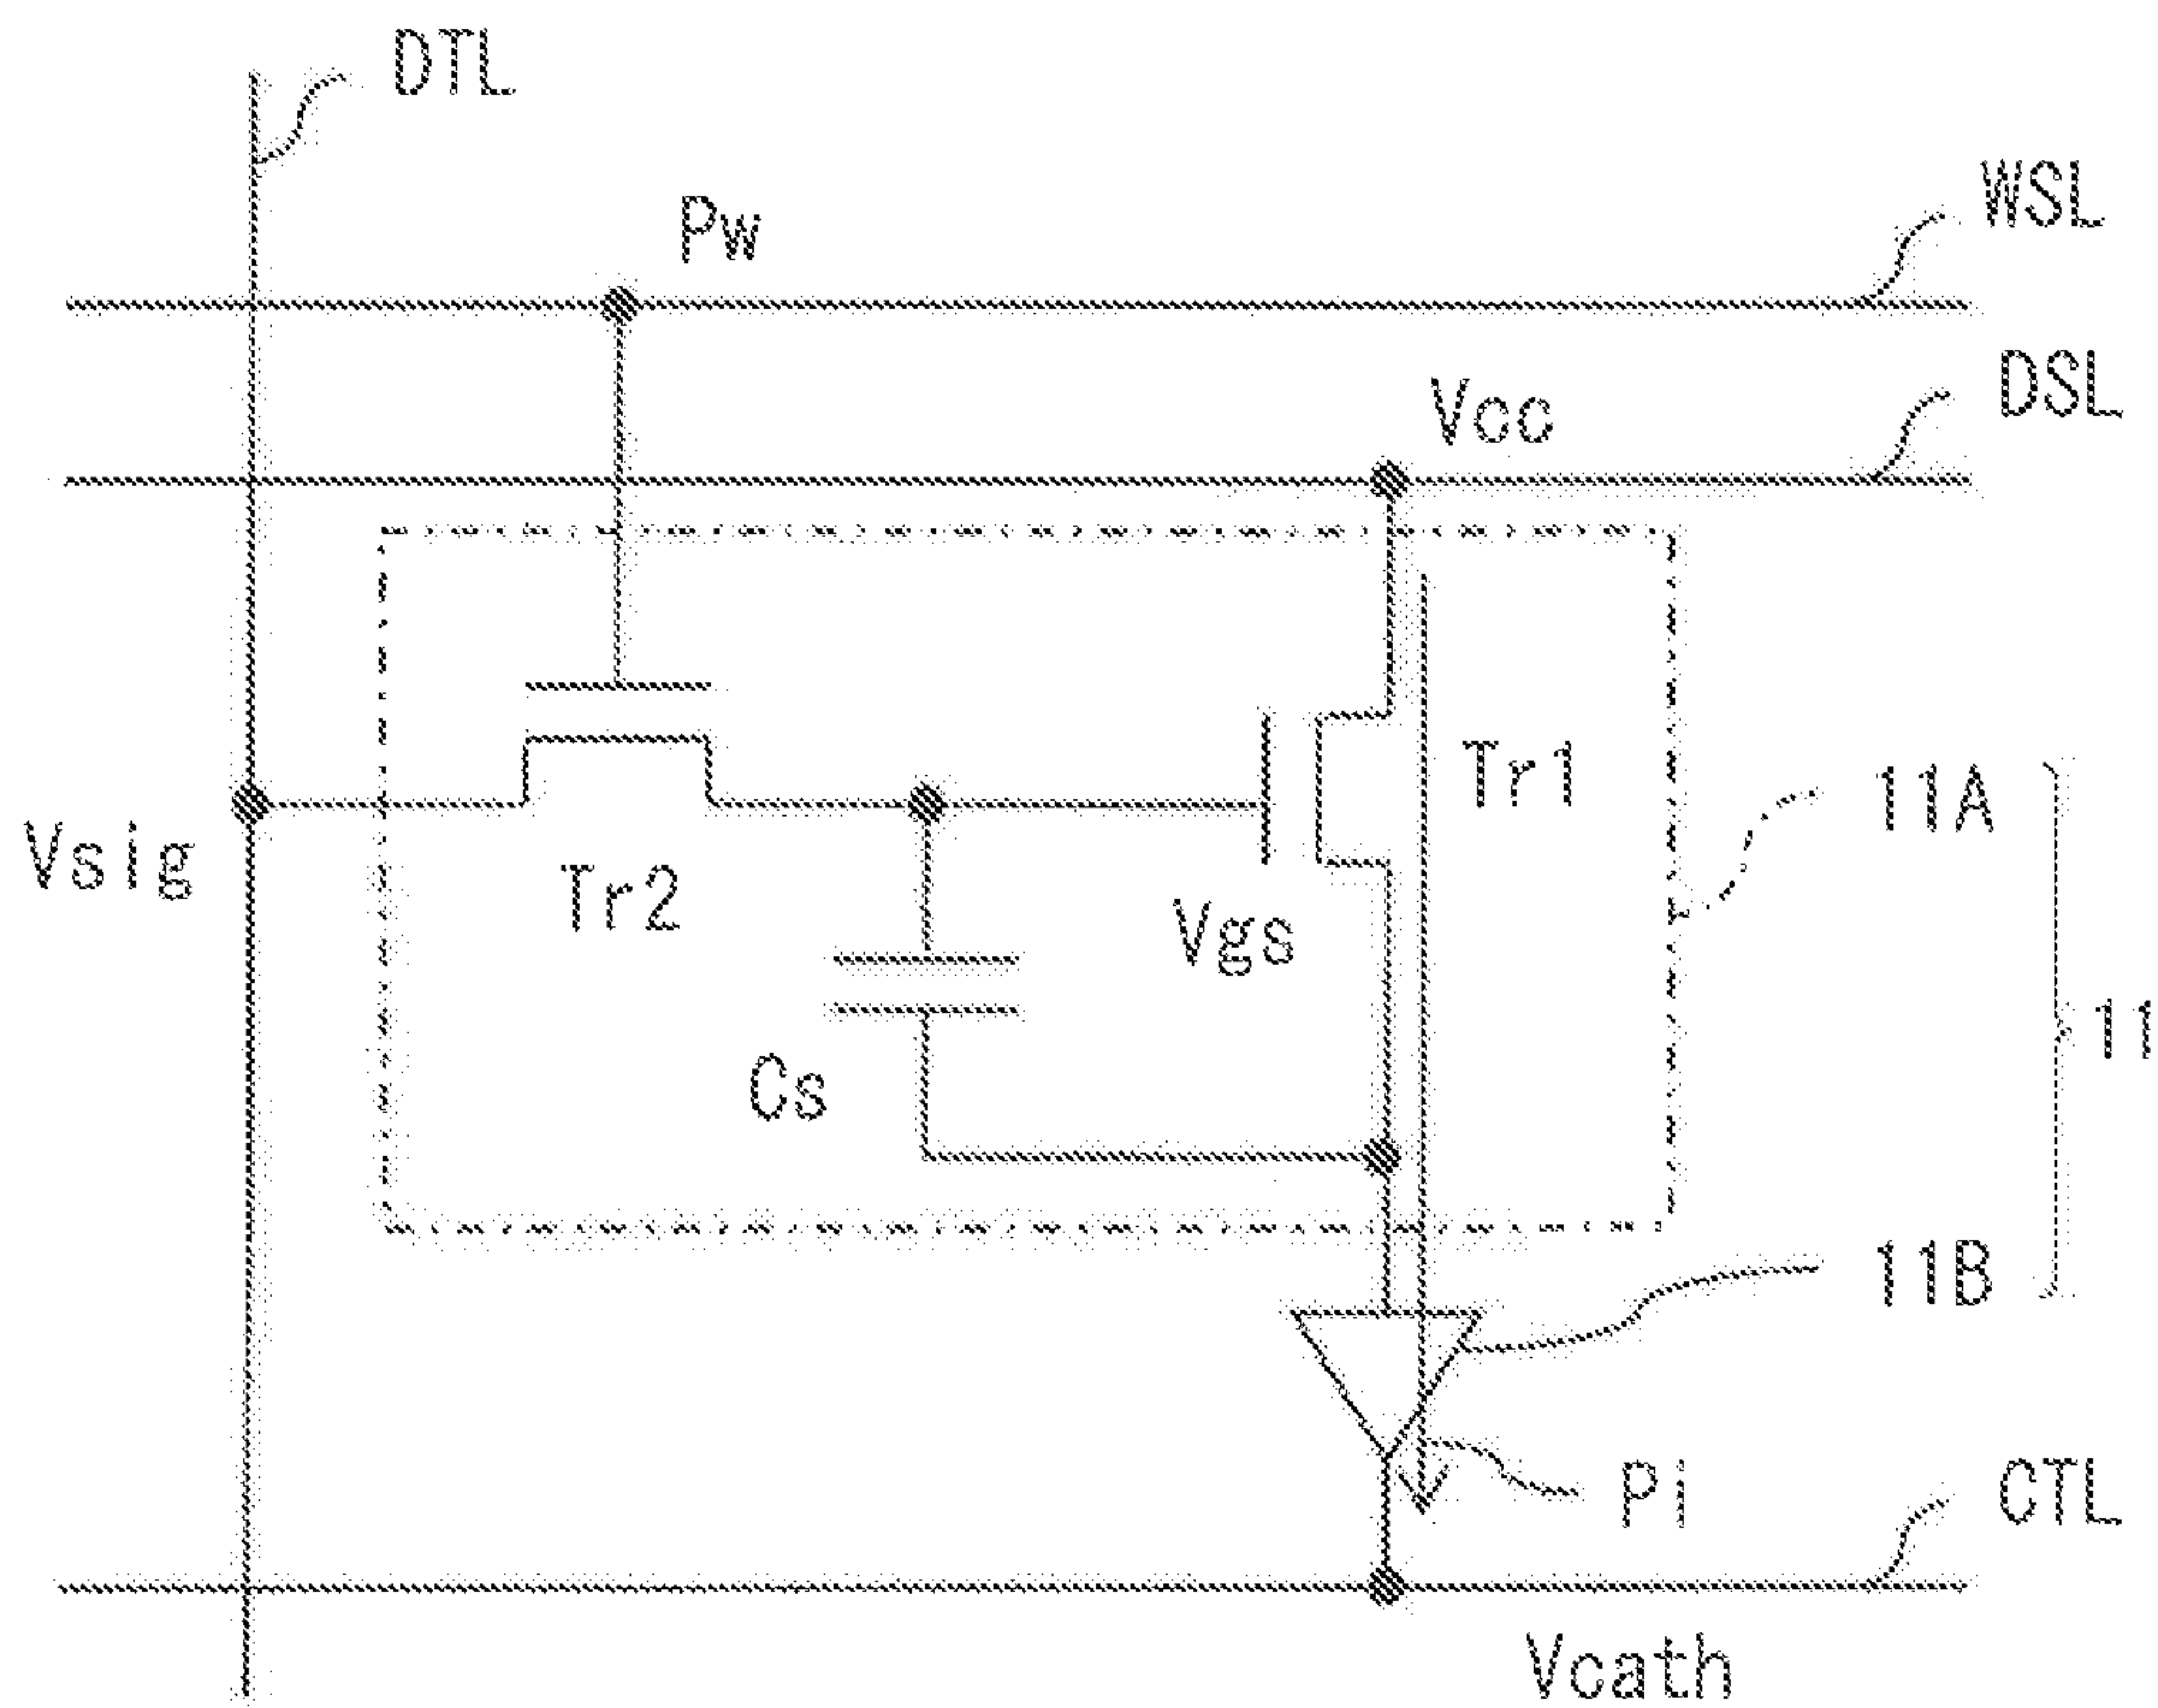 DTL
WSL
Pw
DSL
Vcc
Tr1
11A
Vsig
Tr2
Vgs
11
Cs
11B
Pi
CTL
Vcath